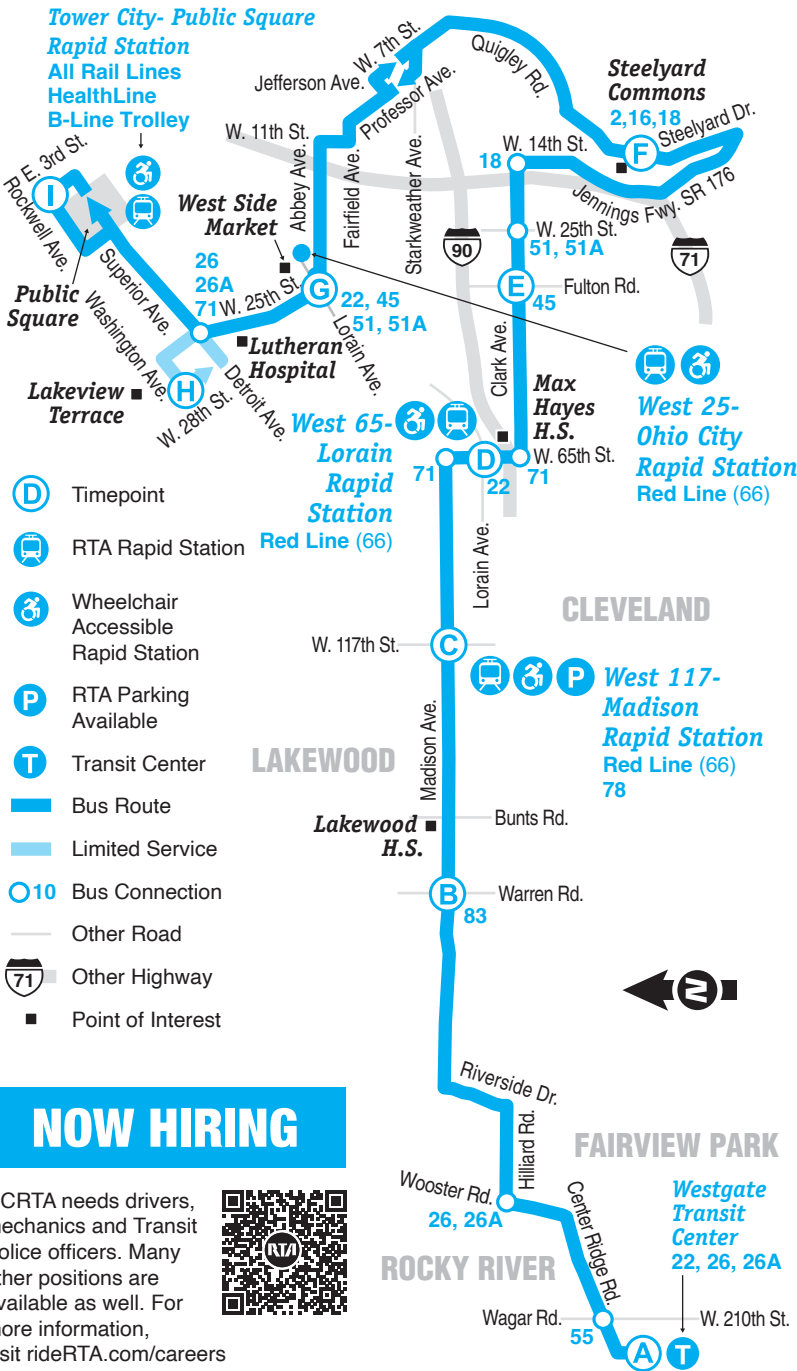 Tower City- Public Square
Rapid Station
All Rail Lines
HealthLine
B-Line Trolley
W. 7th St.
Quigley Rd.
Jefferson Ave.
Professor Ave.
Steelyard
Commons
2,16,18
Steelyard Dr.
F
W. 11th St.
W. 14th St.
18
Jennings Fwy. SR 176
E. 3rd St.
I
Rockwell Ave.
Abbey Ave.
Fairfield Ave.
Starkweather Ave.
West Side
Market
W. 25th St.
51, 51A
90
71
Public
Square
Superior Ave.
Washington Ave.
26
26A
71
W. 25th St.
G
22, 45
51, 51A
E
45
Fulton Rd.
Lutheran
Hospital
Lorain Ave.
Clark Ave.
Lakeview
Terrace
H
W. 28th St.
Detroit Ave.
Max
Hayes
H.S.
West 65-
Lorain
Rapid
Station
Red Line (66)
West 25-
Ohio City
Rapid Station
Red Line (66)
71
D
22
71
W. 65th St.
Lorain Ave.
D Timepoint
RTA Rapid Station
Wheelchair
Accessible
Rapid Station
P RTA Parking
Available
T Transit Center
Bus Route
Limited Service
10 Bus Connection
Other Road
71 Other Highway
Point of Interest
CLEVELAND
W. 117th St.
C
P
West 117-
Madison
Rapid Station
Red Line (66)
78
LAKEWOOD
Madison Ave.
Lakewood
H.S.
Bunts Rd.
B
Warren Rd.
83
N
Riverside Dr.
Hilliard Rd.
NOW HIRING
CRTA needs drivers,
echanics and Transit
olice officers. Many
ther positions are
vailable as well. For
ore information,
sit rideRTA.com/careers
RTA
FAIRVIEW PARK
Wooster Rd.
26, 26A
Center Ridge Rd.
Westgate
Transit
Center
22, 26, 26A
ROCKY RIVER
Wagar Rd.
W. 210th St.
55
A
T